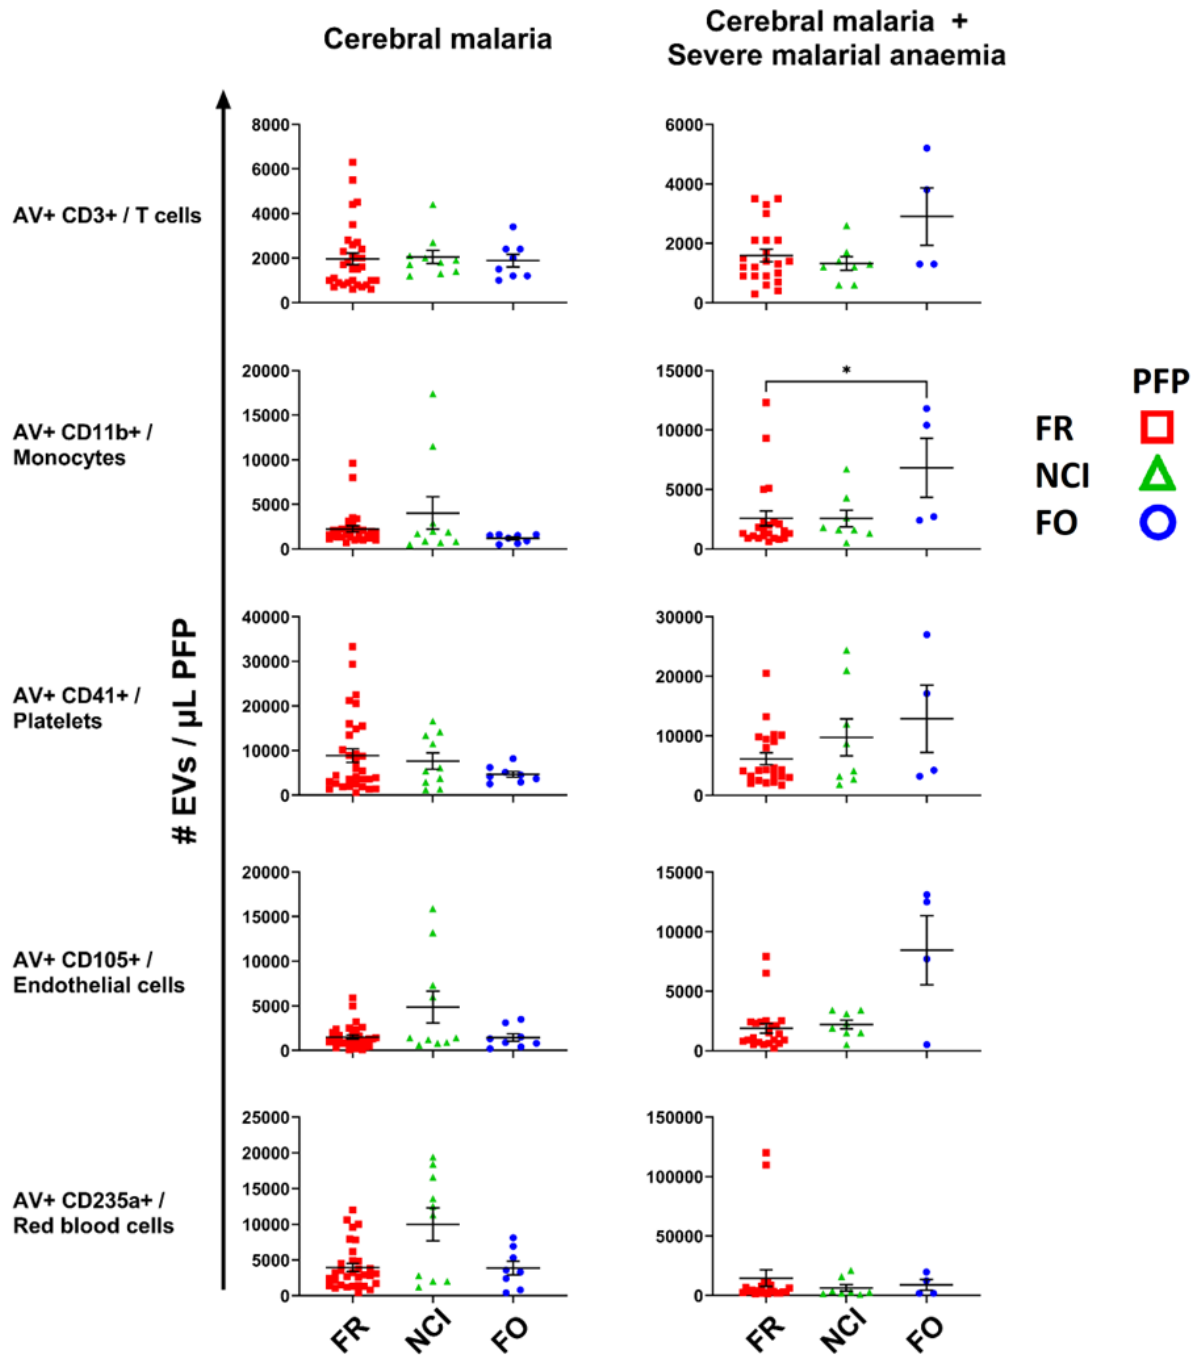 Cerebral malaria
Cerebral malaria +
Severe malarial anaemia
# EVs / µL PFP
AV+ CD3+ / T cells
8000
6000
4000
2000
0
6000
4000
2000
0
AV+ CD11b+ /
Monocytes
20000
15000
10000
5000
0
15000
10000
5000
0
*
PFP
FR
NCI
FO
AV+ CD41+ /
Platelets
40000
30000
20000
10000
0
30000
20000
10000
0
AV+ CD105+ /
Endothelial cells
20000
15000
10000
5000
0
15000
10000
5000
0
AV+ CD235a+ /
Red blood cells
25000
20000
15000
10000
5000
0
150000
100000
50000
0
FR
NCI
FO
FR
NCI
FO